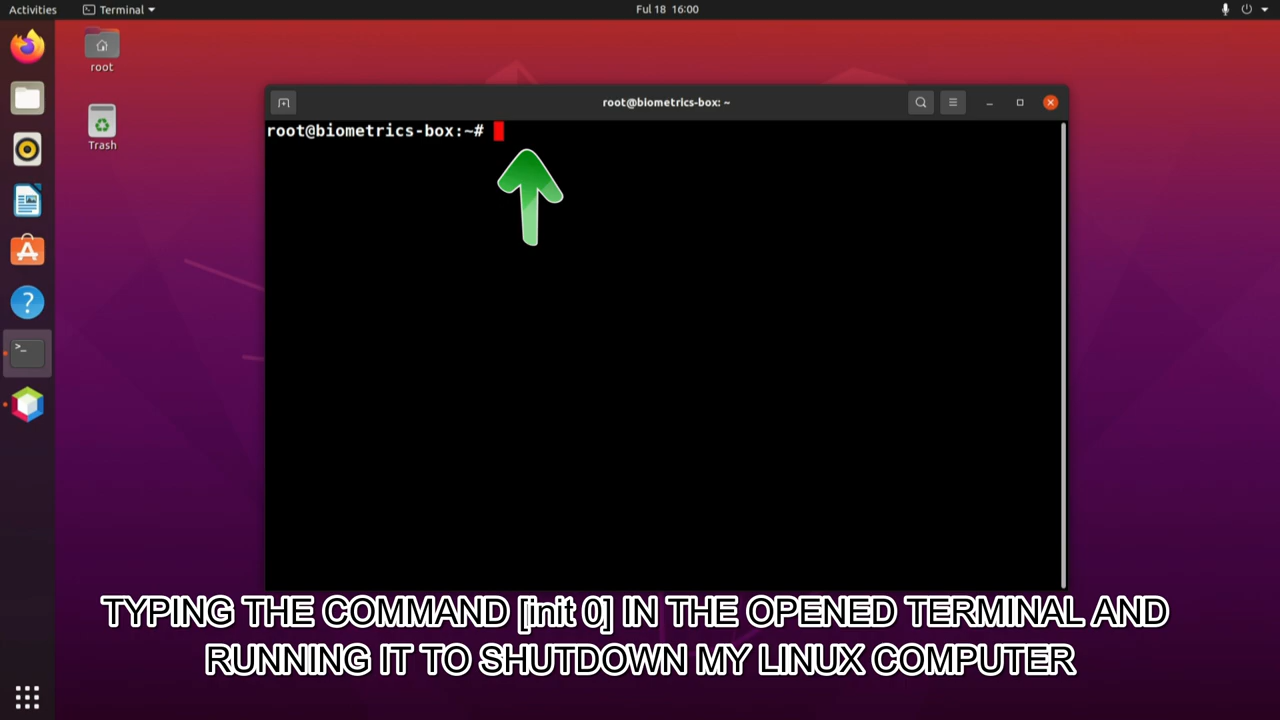 Activities
Terminal
Ful 18 16:00
root
Trash
root@biometrics-box: ~
root@biometrics-box:~#
TYPING THE COMMAND [init 0] IN THE OPENED TERMINAL AND
RUNNING IT TO SHUTDOWN MY LINUX COMPUTER